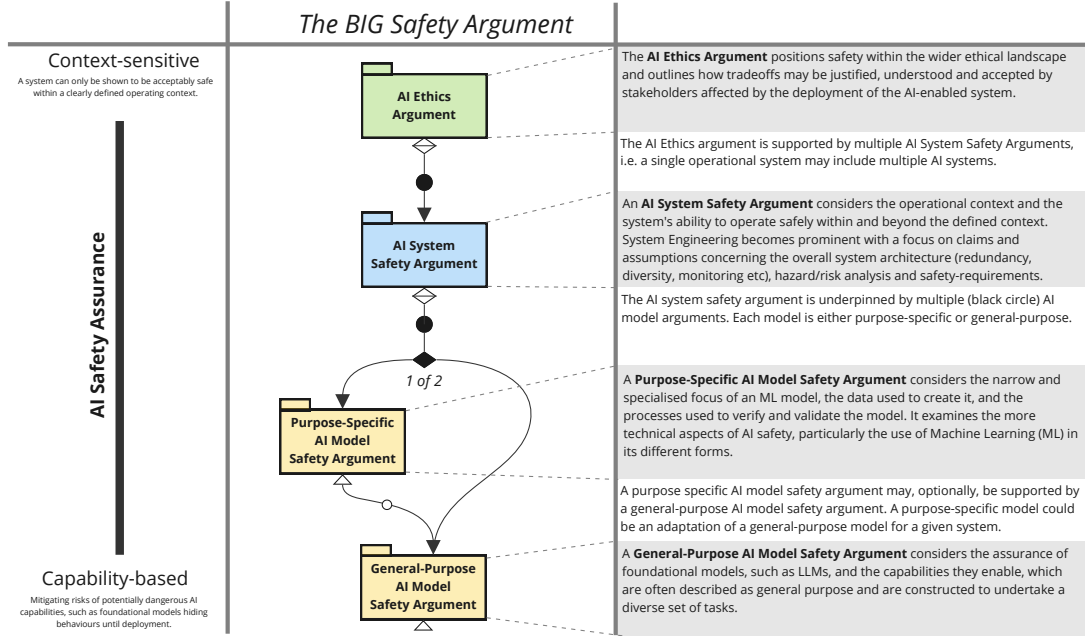 The BIG Safety Argument
Context-sensitive
A system can only be shown to be acceptably safe
within a clearly defined operating context.
AI Safety Assurance
Capability-based
Mitigating risks of potentially dangerous AI
capabilities, such as foundational models hiding
behaviours until deployment.
AI Ethics
Argument
AI System
Safety Argument
1 of 2
Purpose-Specific
AI Model
Safety Argument
General-Purpose
AI Model
Safety Argument
The AI Ethics Argument positions safety within the wider ethical landscape
and outlines how tradeoffs may be justified, understood and accepted by
stakeholders affected by the deployment of the AI-enabled system.
The AI Ethics argument is supported by multiple AI System Safety Arguments,
i.e. a single operational system may include multiple AI systems.
An AI System Safety Argument considers the operational context and the
system's ability to operate safely within and beyond the defined context.
System Engineering becomes prominent with a focus on claims and
assumptions concerning the overall system architecture (redundancy,
diversity, monitoring etc), hazard/risk analysis and safety-requirements.
The AI system safety argument is underpinned by multiple (black circle) AI
model arguments. Each model is either purpose-specific or general-purpose.
A Purpose-Specific AI Model Safety Argument considers the narrow and
specialised focus of an ML model, the data used to create it, and the
processes used to verify and validate the model. It examines the more
technical aspects of AI safety, particularly the use of Machine Learning (ML) in
its different forms.
A purpose specific AI model safety argument may, optionally, be supported by
a general-purpose AI model safety argument. A purpose-specific model could
be an adaptation of a general-purpose model for a given system.
A General-Purpose AI Model Safety Argument considers the assurance of
foundational models, such as LLMs, and the capabilities they enable, which
are often described as general purpose and are constructed to undertake a
diverse set of tasks.